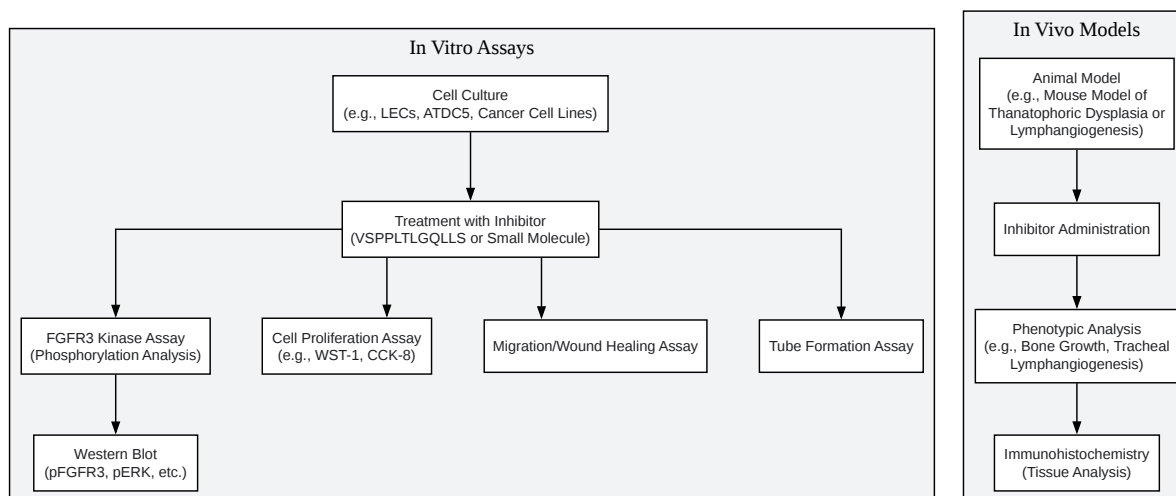 In Vitro Assays
Cell Culture
(e.g., LECs, ATDC5, Cancer Cell Lines)
Treatment with Inhibitor
(VSPPLTLGQLLS or Small Molecule)
FGFR3 Kinase Assay
(Phosphorylation Analysis)
Cell Proliferation Assay
(e.g., WST-1, CCK-8)
Migration/Wound Healing Assay
Tube Formation Assay
Western Blot
(pFGFR3, pERK, etc.)
In Vivo Models
Animal Model
(e.g., Mouse Model of
Thanatophoric Dysplasia or
Lymphangiogenesis)
Inhibitor Administration
Phenotypic Analysis
(e.g., Bone Growth, Tracheal
Lymphangiogenesis)
Immunohistochemistry
(Tissue Analysis)